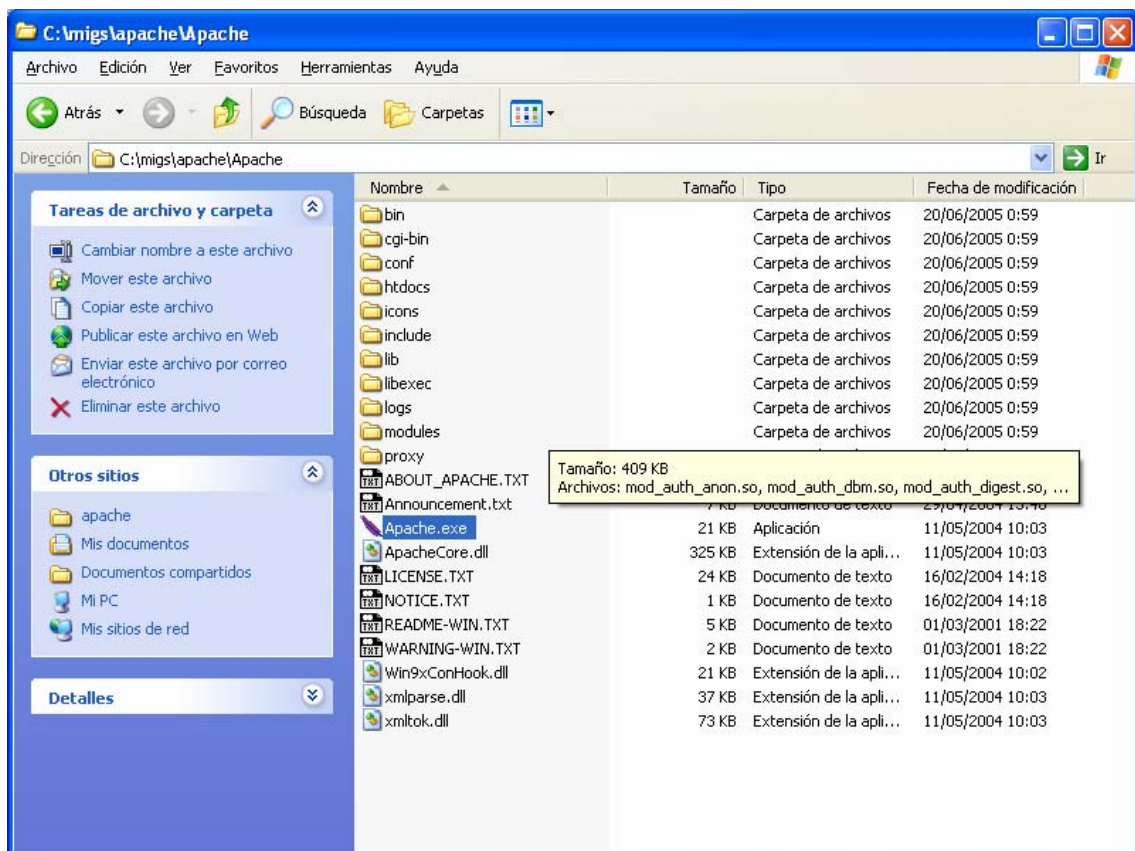 C:\migs\apache\Apache
Archivo Edición Ver Favoritos Herramientas Ayuda
Atrás Búsqueda Carpetas
Dirección C:\migs\apache\Apache Ir
Tareas de archivo y carpeta
Cambiar nombre a este archivo
Mover este archivo
Copiar este archivo
Publicar este archivo en Web
Enviar este archivo por correo
electrónico
Eliminar este archivo
Otros sitios
apache
Mis documentos
Documentos compartidos
Mi PC
Mis sitios de red
Detalles
Nombre Tamaño Tipo Fecha de modificación
bin Carpeta de archivos 20/06/2005 0:59
cgi-bin Carpeta de archivos 20/06/2005 0:59
conf Carpeta de archivos 20/06/2005 0:59
htdocs Carpeta de archivos 20/06/2005 0:59
icons Carpeta de archivos 20/06/2005 0:59
include Carpeta de archivos 20/06/2005 0:59
lib Carpeta de archivos 20/06/2005 0:59
libexec Carpeta de archivos 20/06/2005 0:59
logs Carpeta de archivos 20/06/2005 0:59
modules Carpeta de archivos 20/06/2005 0:59
proxy
Tamaño: 409 KB
Archivos: mod_auth_anon.so, mod_auth_dbm.so, mod_auth_digest.so, ...
ABOUT_APACHE.TXT
Announcement.txt 7 KB Documento de texto
Apache.exe 21 KB Aplicación 11/05/2004 10:03
ApacheCore.dll 325 KB Extensión de la apli... 11/05/2004 10:03
LICENSE.TXT 24 KB Documento de texto 16/02/2004 14:18
NOTICE.TXT 1 KB Documento de texto 16/02/2004 14:18
README-WIN.TXT 5 KB Documento de texto 01/03/2001 18:22
WARNING-WIN.TXT 2 KB Documento de texto 01/03/2001 18:22
Win9xConHook.dll 21 KB Extensión de la apli... 11/05/2004 10:02
xmlparse.dll 37 KB Extensión de la apli... 11/05/2004 10:03
xmltok.dll 73 KB Extensión de la apli... 11/05/2004 10:03